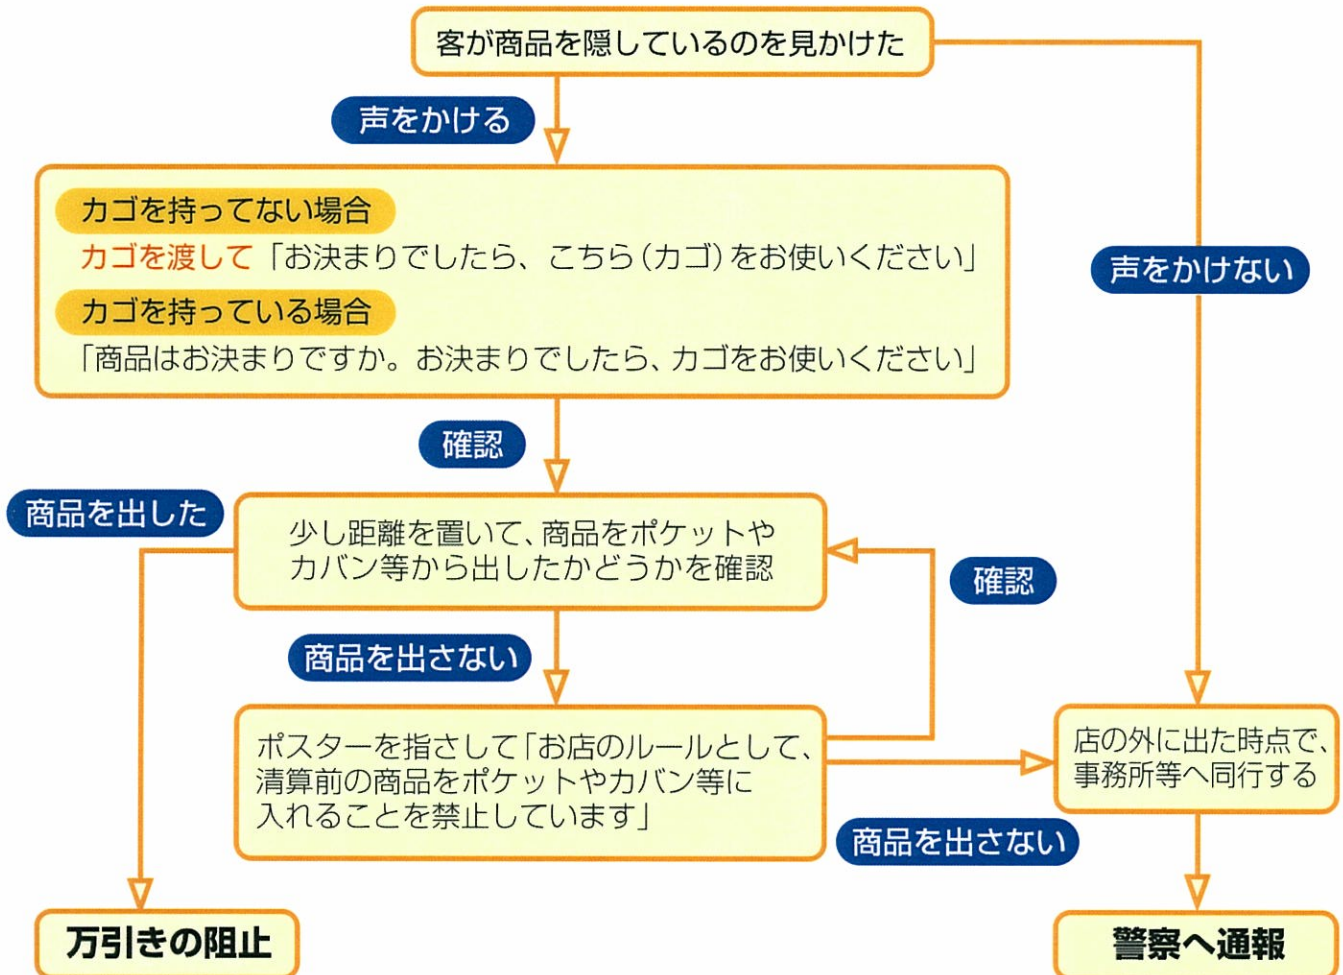 客が商品を隠しているのを見かけた
声をかける
カゴを持ってない場合
カゴを渡して「お決まりでしたら、こちら(カゴ)をお使いください」
カゴを持っている場合
「商品はお決まりですか。お決まりでしたら、カゴをお使いください」
声をかけない
確認
商品を出した
少し距離を置いて、商品をポケットや
カバン等から出したかどうかを確認
確認
商品を出さない
ポスターを指さして「お店のルールとして、
清算前の商品をポケットやカバン等に
入れることを禁止しています」
店の外に出た時点で、
事務所等へ同行する
商品を出さない
万引きの阻止
警察へ通報